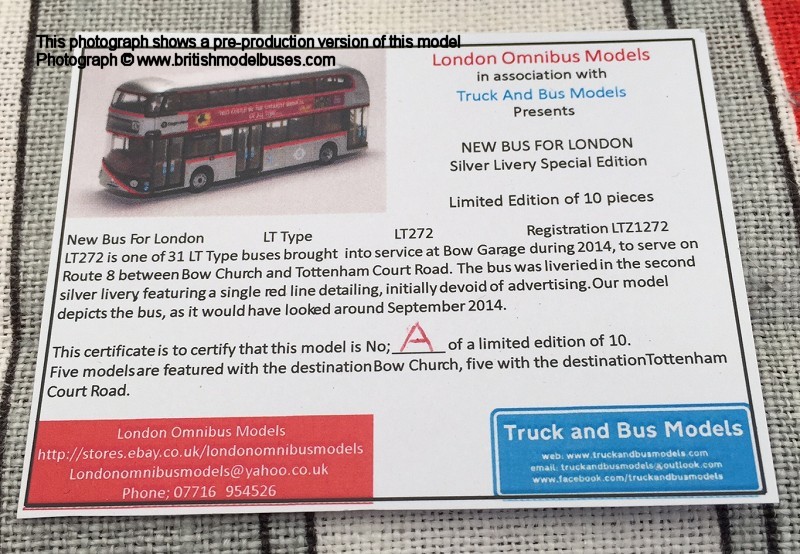 This photograph shows a pre-production version of this model
Photograph © www.britishmodelbuses.com
London Omnibus Models
in association with
Truck And Bus Models
Presents
NEW BUS FOR LONDON
Silver Livery Special Edition
Limited Edition of 10 pieces
New Bus For London LT Type LT272 Registration LTZ1272
LT272 is one of 31 LT Type buses brought into service at Bow Garage during 2014, to serve on
Route 8 between Bow Church and Tottenham Court Road. The bus was liveried in the second
silver livery featuring a single red line detailing, initially devoid of advertising. Our model
depicts the bus, as it would have looked around September 2014.
This certificate is to certify that this model is No; A of a limited edition of 10.
Five models are featured with the destination Bow Church, five with the destination Tottenham
Court Road.
London Omnibus Models
http://stores.ebay.co.uk/londonomnibusmodels
Londonomnibusmodels@yahoo.co.uk
Phone; 07716 954526
Truck and Bus Models
web: www.truckandbusmodels.com
email: truckandbusmodels@outlook.com
www.facebook.com/truckandbusmodels